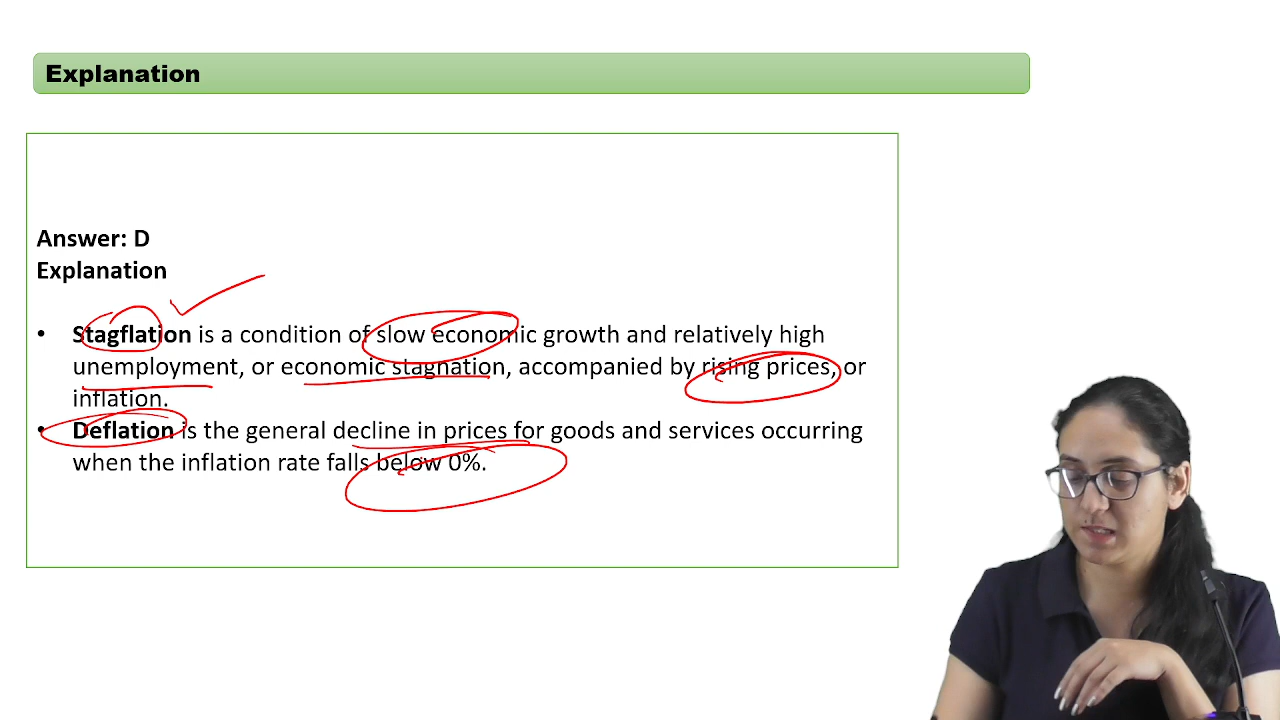 Explanation
Answer: D
Explanation
• Stagflation is a condition of slow economic growth and relatively high
unemployment, or economic stagnation, accompanied by rising prices, or
inflation.
• Deflation is the general decline in prices for goods and services occurring
when the inflation rate falls below 0%.